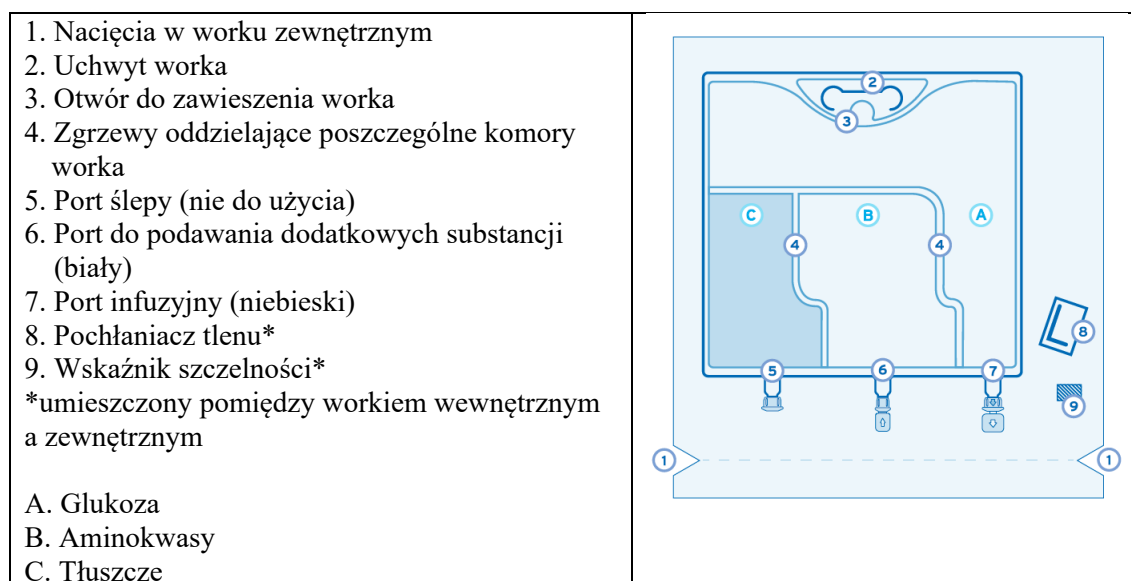 1. Nacięcia w worku zewnętrznym
2. Uchwyt worka
3. Otwór do zawieszenia worka
4. Zgrzewy oddzielające poszczególne komory
worka
5. Port ślepy (nie do użycia)
6. Port do podawania dodatkowych substancji
(biały)
7. Port infuzyjny (niebieski)
8. Pochłaniacz tlenu*
9. Wskaźnik szczelności*
*umieszczony pomiędzy workiem wewnętrznym
a zewnętrznym
A. Glukoza
B. Aminokwasy
C. Tłuszcze
2
3
C
B
A
4
4
8
5
6
7
9
1
1